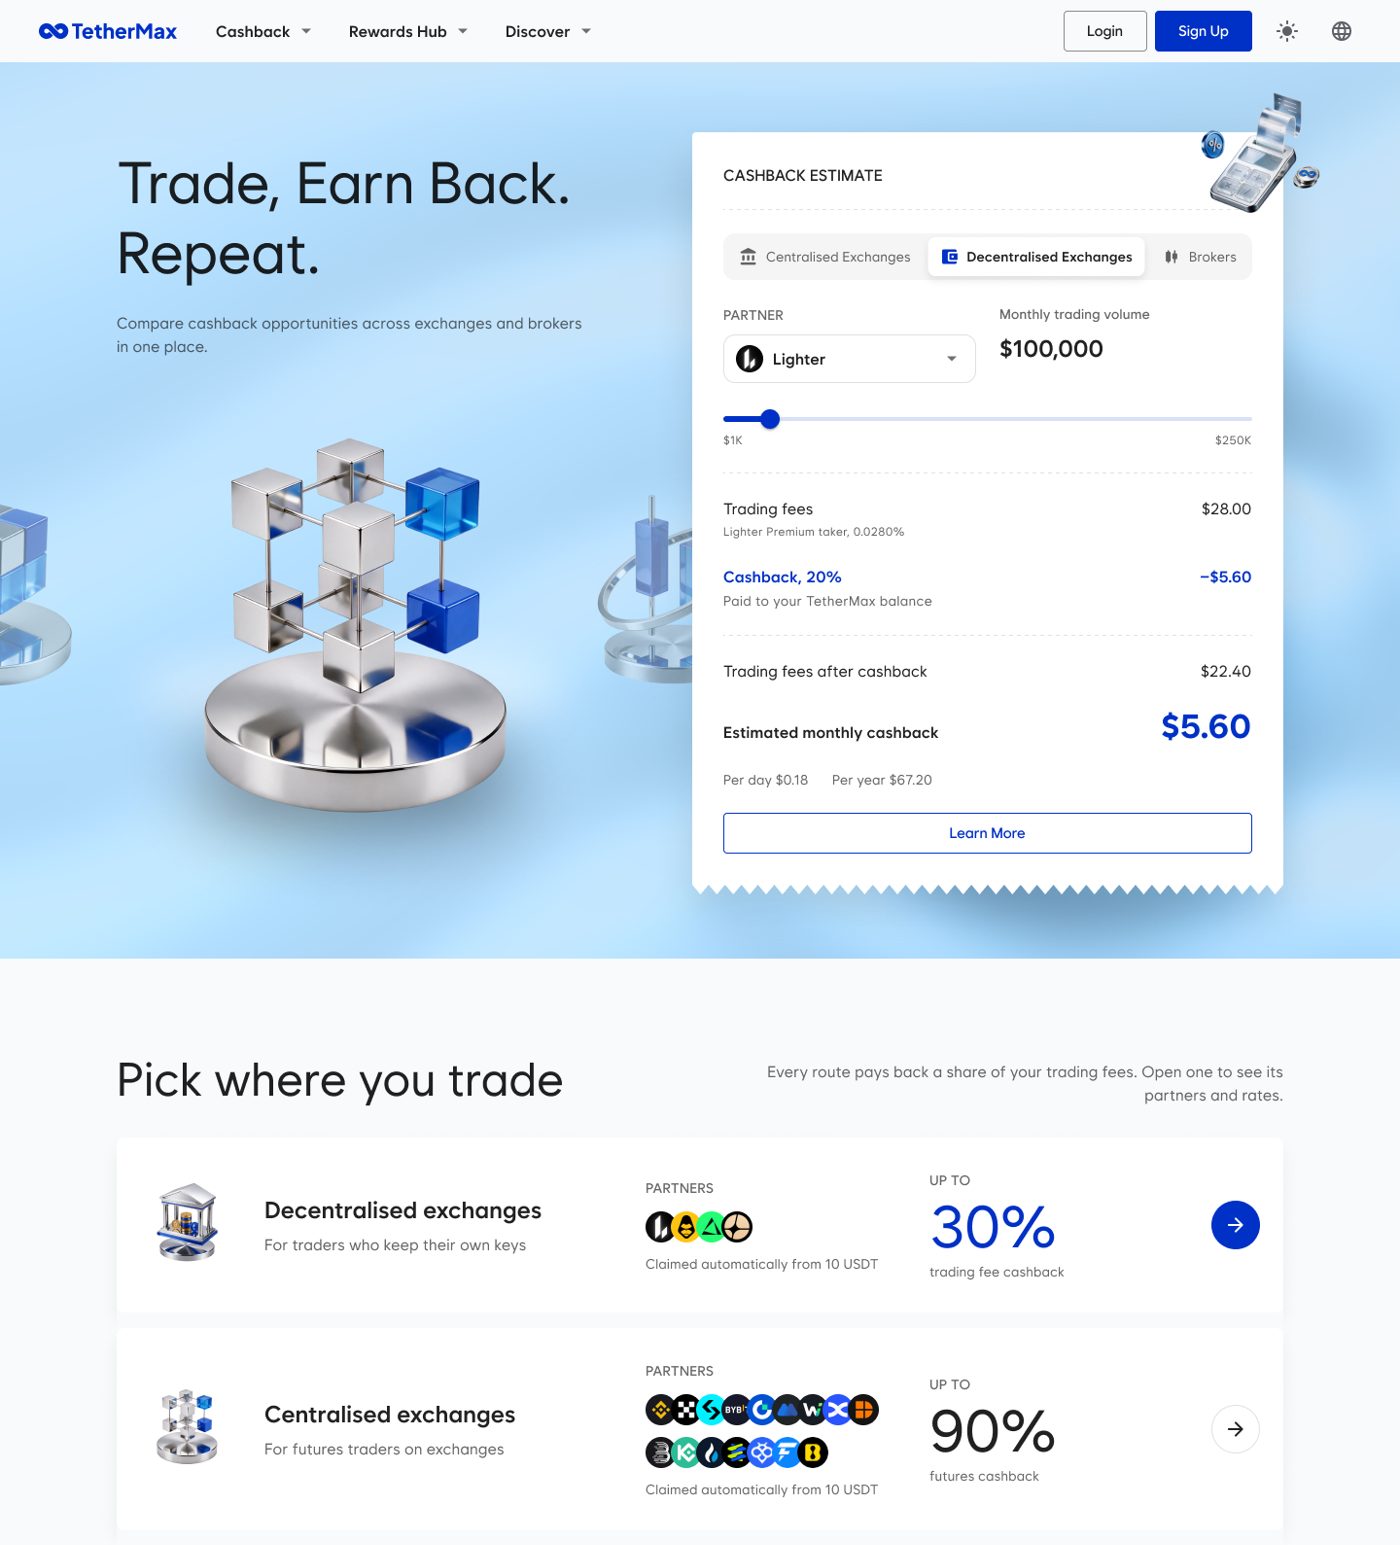 TetherMax
Cashback
Rewards Hub
Discover
Login
Sign Up
Trade, Earn Back.
Repeat.
Compare cashback opportunities across exchanges and brokers
in one place.
CASHBACK ESTIMATE
Centralised Exchanges
Decentralised Exchanges
Brokers
PARTNER
Lighter
Monthly trading volume
$100,000
$1K
$250K
Trading fees
$28.00
Lighter Premium taker, 0.0280%
Cashback, 20%
−$5.60
Paid to your TetherMax balance
Trading fees after cashback
$22.40
Estimated monthly cashback
$5.60
Per day $0.18
Per year $67.20
Learn More
Pick where you trade
Every route pays back a share of your trading fees. Open one to see its
partners and rates.
Decentralised exchanges
For traders who keep their own keys
PARTNERS
Claimed automatically from 10 USDT
UP TO
30%
trading fee cashback
Centralised exchanges
For futures traders on exchanges
PARTNERS
Claimed automatically from 10 USDT
UP TO
90%
futures cashback